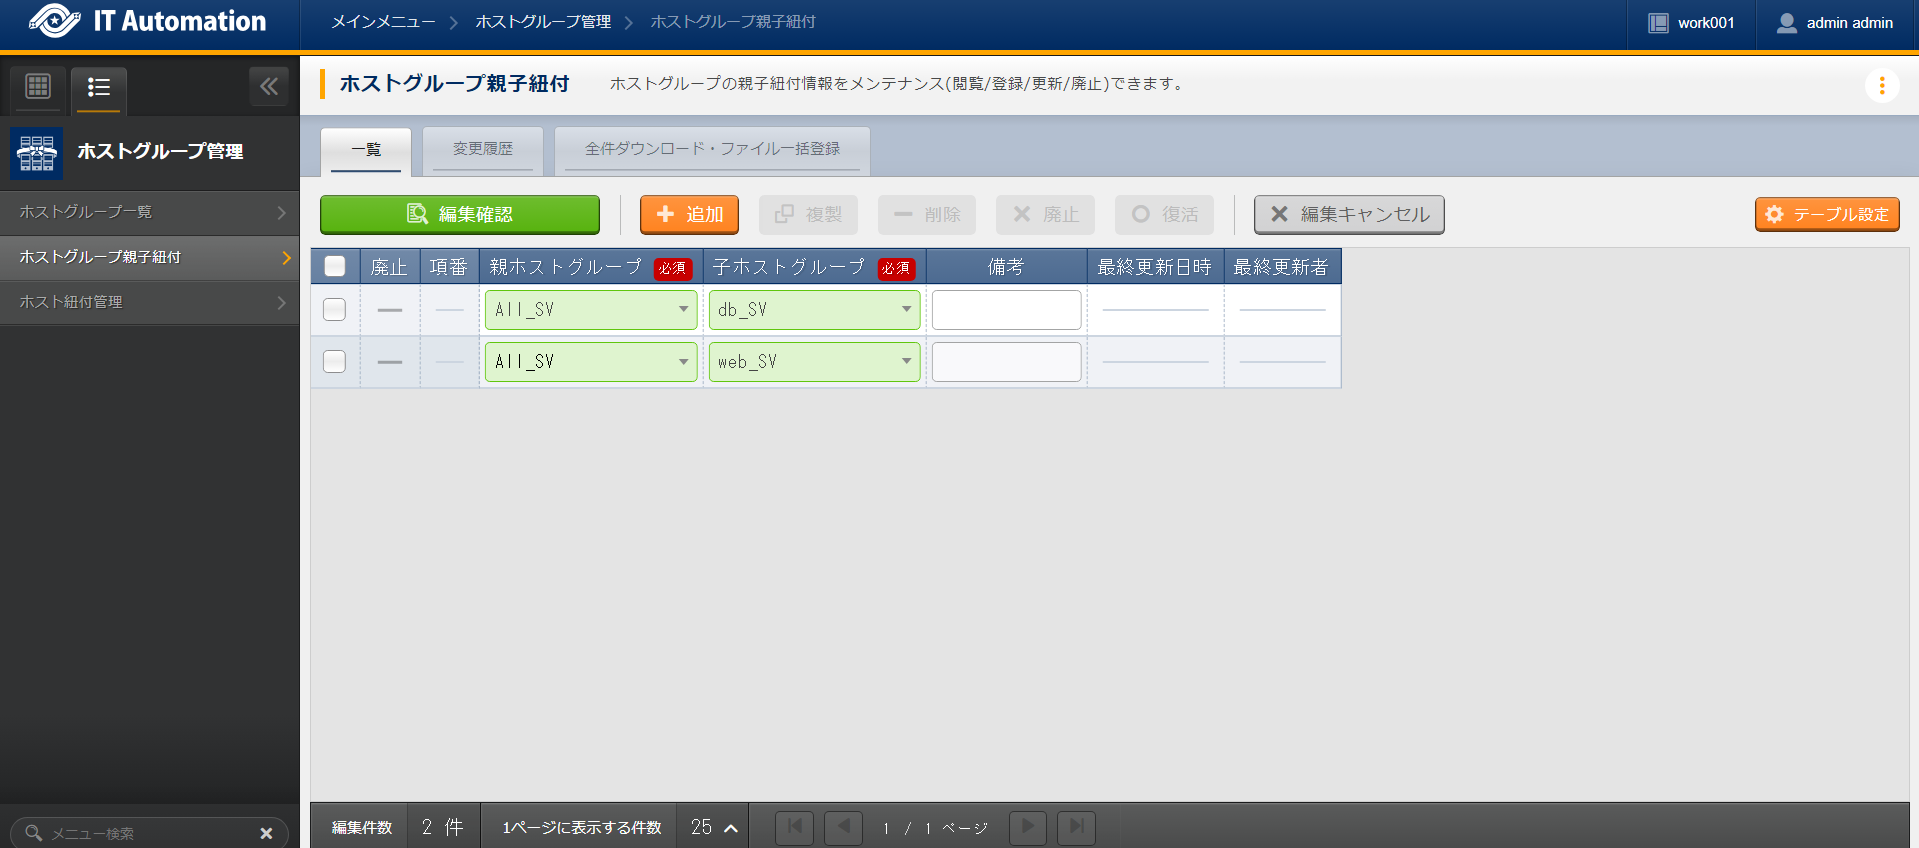 IT Automation
メインメニュー ホストグループ管理 ホストグループ親子紐付
work001
admin admin
ホストグループ管理
ホストグループ一覧
ホストグループ親子紐付
ホスト紐付管理
メニュー検索
ホストグループ親子紐付 ホストグループの親子紐付情報をメンテナンス(閲覧/登録/更新/廃止)できます。
一覧 変更履歴 全件ダウンロード・ファイル一括登録
編集確認 追加 複製 削除 廃止 復活 編集キャンセル テーブル設定
廃止 項番 親ホストグループ 必須 子ホストグループ 必須 備考 最終更新日時 最終更新者
All_SV db_SV
All_SV web_SV
編集件数 2 件 1ページに表示する件数 25 1 / 1 ページ